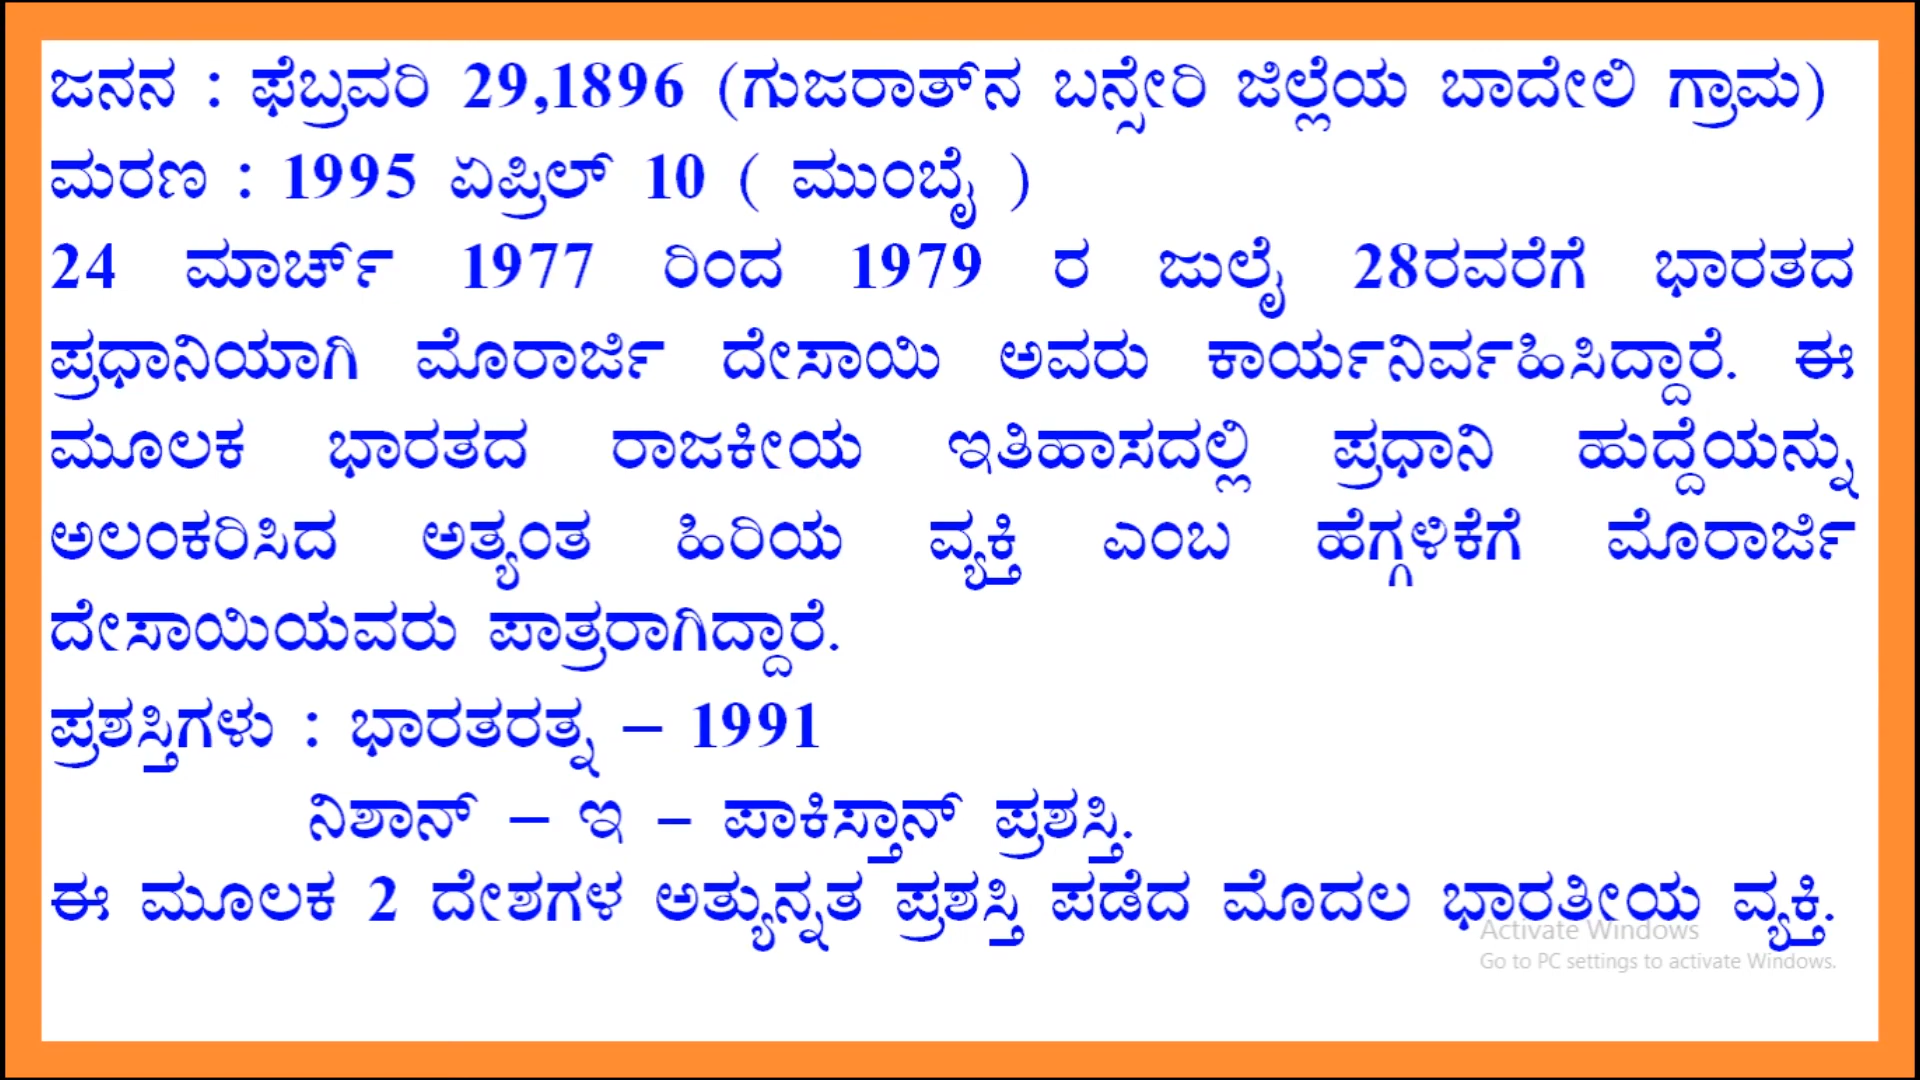 ಜನನ : ಫೆಬ್ರವರಿ 29,1896 (ಗುಜರಾತ್‌ನ ಬನ್ಸೇರಿ ಜಿಲ್ಲೆಯ ಬಾದೇಲಿ ಗ್ರಾಮ)
ಮರಣ : 1995 ಏಪ್ರಿಲ್ 10 ( ಮುಂಬೈ )
24 ಮಾರ್ಚ್ 1977 ರಿಂದ 1979 ರ ಜುಲೈ 28ರವರೆಗೆ ಭಾರತದ
ಪ್ರಧಾನಿಯಾಗಿ ಮೊರಾರ್ಜಿ ದೇಸಾಯಿ ಅವರು ಕಾರ್ಯನಿರ್ವಹಿಸಿದ್ದಾರೆ. ಈ
ಮೂಲಕ ಭಾರತದ ರಾಜಕೀಯ ಇತಿಹಾಸದಲ್ಲಿ ಪ್ರಧಾನಿ ಹುದ್ದೆಯನ್ನು
ಅಲಂಕರಿಸಿದ ಅತ್ಯಂತ ಹಿರಿಯ ವ್ಯಕ್ತಿ ಎಂಬ ಹೆಗ್ಗಳಿಕೆಗೆ ಮೊರಾರ್ಜಿ
ದೇಸಾಯಿಯವರು ಪಾತ್ರರಾಗಿದ್ದಾರೆ.
ಪ್ರಶಸ್ತಿಗಳು : ಭಾರತರತ್ನ – 1991
ನಿಶಾನ್ – ಇ – ಪಾಕಿಸ್ತಾನ್ ಪ್ರಶಸ್ತಿ.
ಈ ಮೂಲಕ 2 ದೇಶಗಳ ಅತ್ಯುನ್ನತ ಪ್ರಶಸ್ತಿ ಪಡೆದ ಮೊದಲ ಭಾರತೀಯ ವ್ಯಕ್ತಿ.
Activate Windows
Go to PC settings to activate Windows.